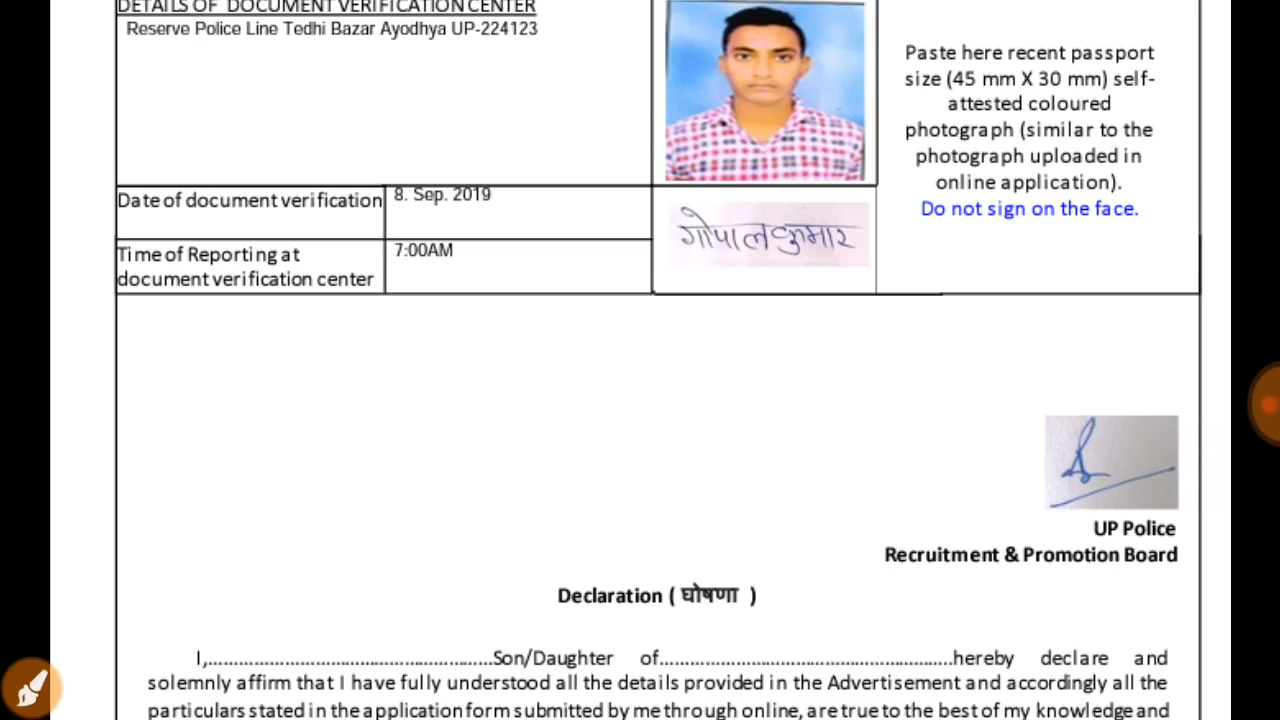 DETAILS OF DOCUMENT VERIFICATION CENTER
Reserve Police Line Tedhi Bazar Ayodhya UP-224123
Paste here recent passport
size (45 mm X 30 mm) self-
attested coloured
photograph (similar to the
photograph uploaded in
online application).
Do not sign on the face.
Date of document verification
8. Sep. 2019
गोपाल कुमार
Time of Reporting at
document verification center
7:00AM
UP Police
Recruitment & Promotion Board
Declaration ( घोषणा )
I,......................................................Son/Daughter of.......................................................hereby declare and
solemnly affirm that I have fully understood all the details provided in the Advertisement and accordingly all the
particulars stated in the application form submitted by me through online, are true to the best of my knowledge and